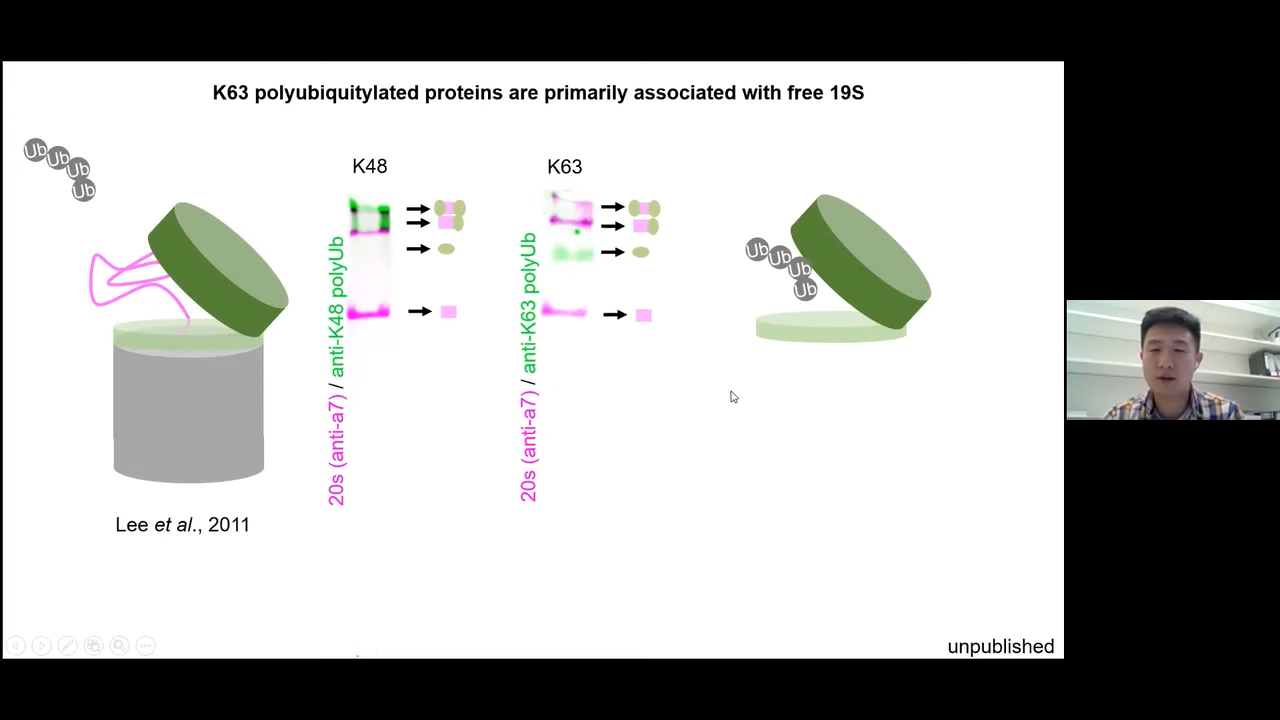 K63 polyubiquitylated proteins are primarily associated with free 19S
Ub
Ub
Ub
Ub
K48
20s (anti-a7) / anti-K48 polyUb
K63
20s (anti-a7) / anti-K63 polyUb
Ub
Ub
Ub
Ub
Lee et al., 2011
unpublished